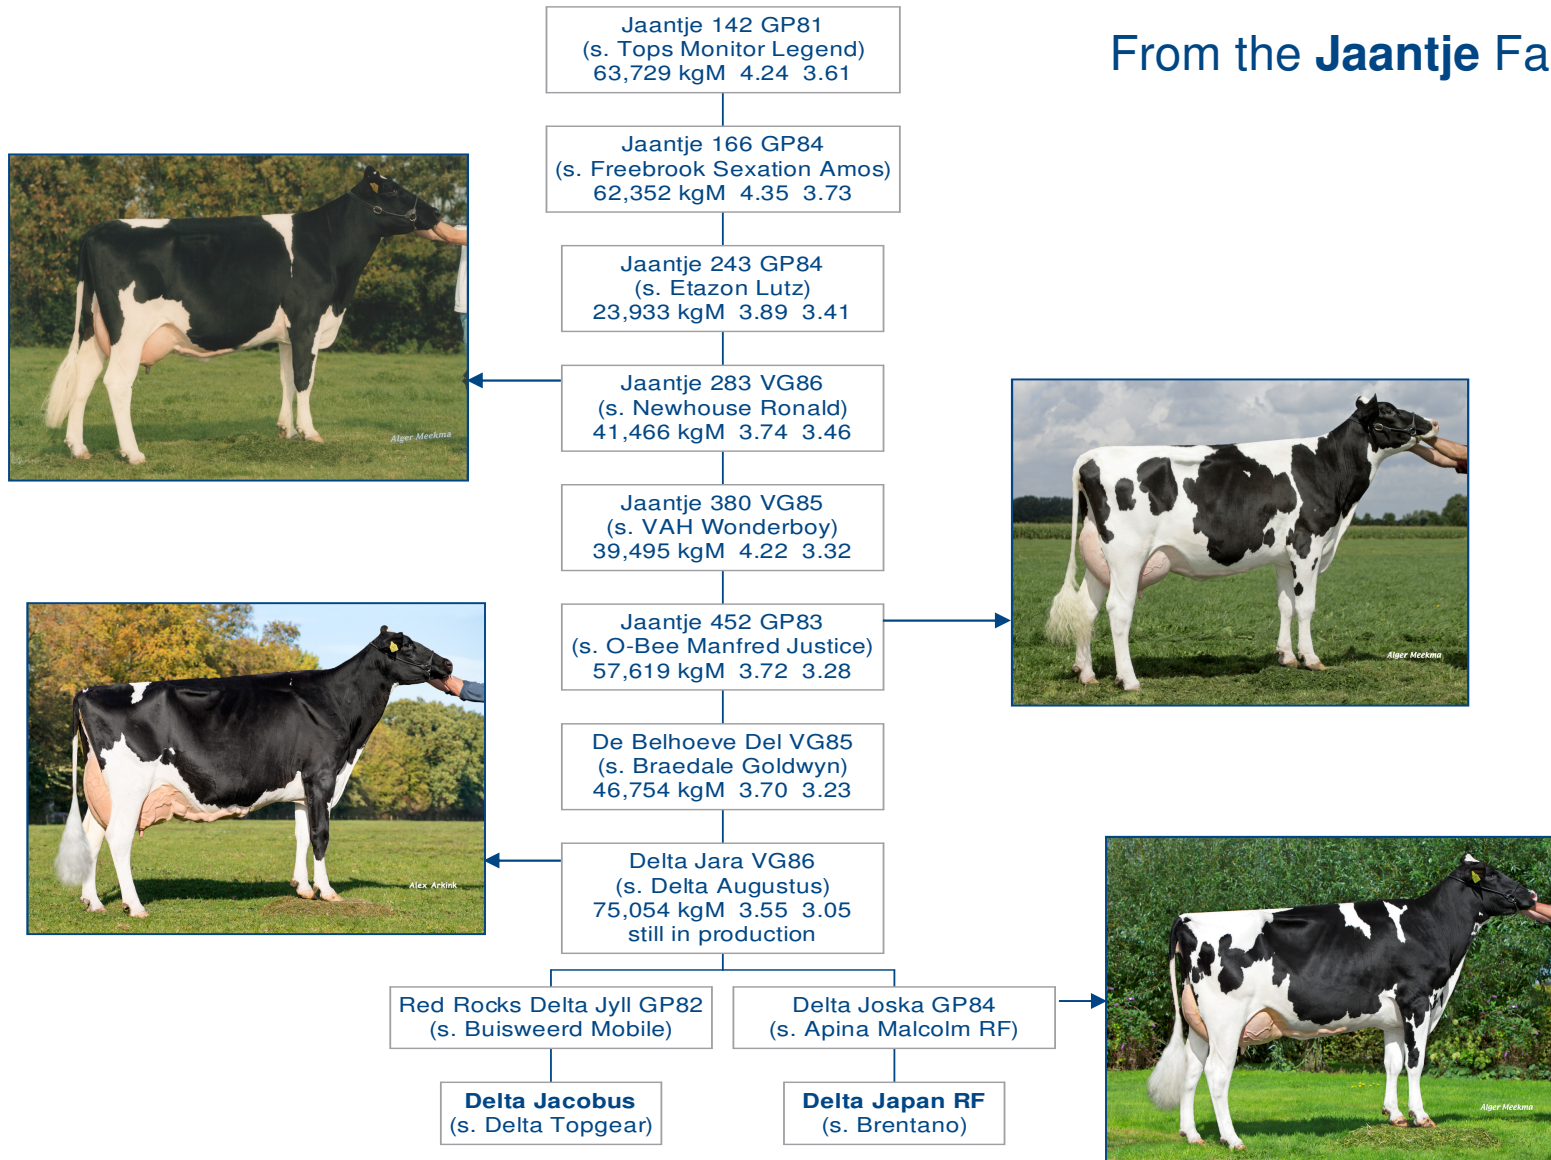 From the Jaantje Fa
Jaantje 142 GP81
(s. Tops Monitor Legend)
63,729 kgM 4.24 3.61
Jaantje 166 GP84
(s. Freebrook Sexation Amos)
62,352 kgM 4.35 3.73
Jaantje 243 GP84
(s. Etazon Lutz)
23,933 kgM 3.89 3.41
Jaantje 283 VG86
(s. Newhouse Ronald)
41,466 kgM 3.74 3.46
Alger Meekma
Jaantje 380 VG85
(s. VAH Wonderboy)
39,495 kgM 4.22 3.32
Jaantje 452 GP83
(s. O-Bee Manfred Justice)
57,619 kgM 3.72 3.28
Alger Meekma
De Belhoeve Del VG85
(s. Braedale Goldwyn)
46,754 kgM 3.70 3.23
Delta Jara VG86
(s. Delta Augustus)
75,054 kgM 3.55 3.05
still in production
Alex Arkink
Red Rocks Delta Jyll GP82
(s. Buisweerd Mobile)
Delta Joska GP84
(s. Apina Malcolm RF)
Delta Jacobus
(s. Delta Topgear)
Delta Japan RF
(s. Brentano)
Alger Meekma